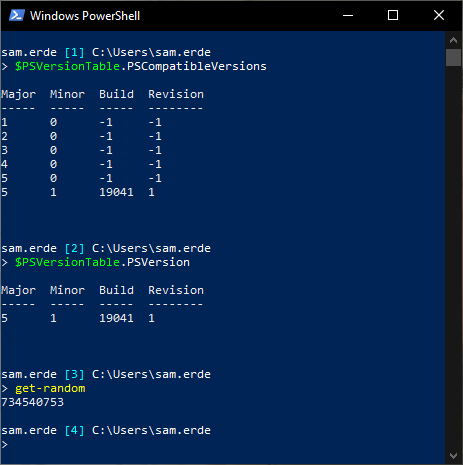 Windows PowerShell
sam.erde [1] C:\Users\sam.erde
> $PSVersionTable.PSCompatibleVersions
Major  Minor  Build  Revision
-----  -----  -----  --------
1      0      -1     -1
2      0      -1     -1
3      0      -1     -1
4      0      -1     -1
5      0      -1     -1
5      1      19041  1
sam.erde [2] C:\Users\sam.erde
> $PSVersionTable.PSVersion
Major  Minor  Build  Revision
-----  -----  -----  --------
5      1      19041  1
sam.erde [3] C:\Users\sam.erde
> get-random
734540753
sam.erde [4] C:\Users\sam.erde
>